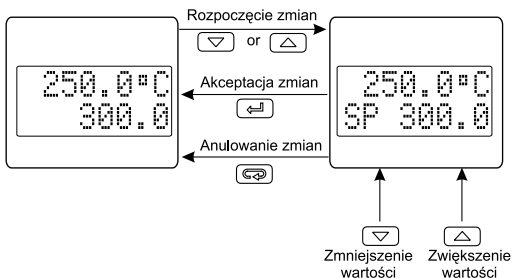 Rozpoczęcie zmian
or
250.0°C
300.0
Akceptacja zmian
250.0°C
SP 300.0
Anulowanie zmian
Zmniejszenie
wartości
Zwiększenie
wartości